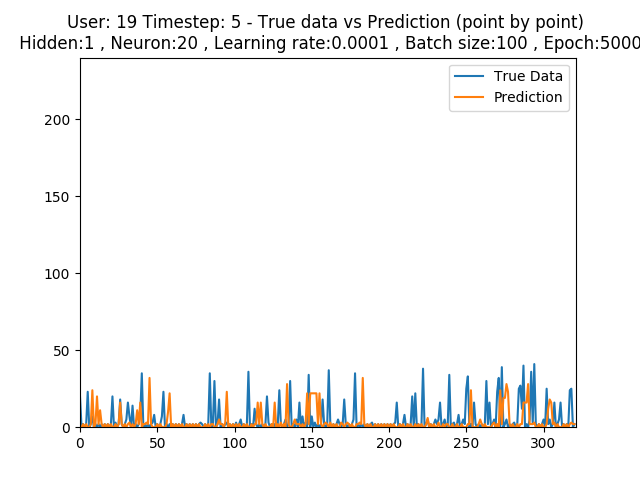 User: 19 Timestep: 5 - True data vs Prediction (point by point)
Hidden:1 , Neuron:20 , Learning rate:0.0001 , Batch size:100 , Epoch:5000
True Data
Prediction
200
150
100
50
0
0 50 100 150 200 250 300